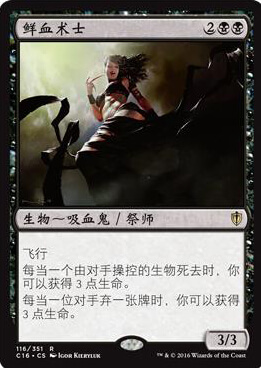 鲜血术士 2
生物～吸血鬼／祭师
飞行
每当一个由对手操控的生物死去时，你
可以获得 3 点生命。
每当一位对手弃一张牌时，你可以获得
3 点生命。
3/3
116/351 R
C16 • CS IGOR KIERYLUK
™ & © 2016 Wizards of the Coast